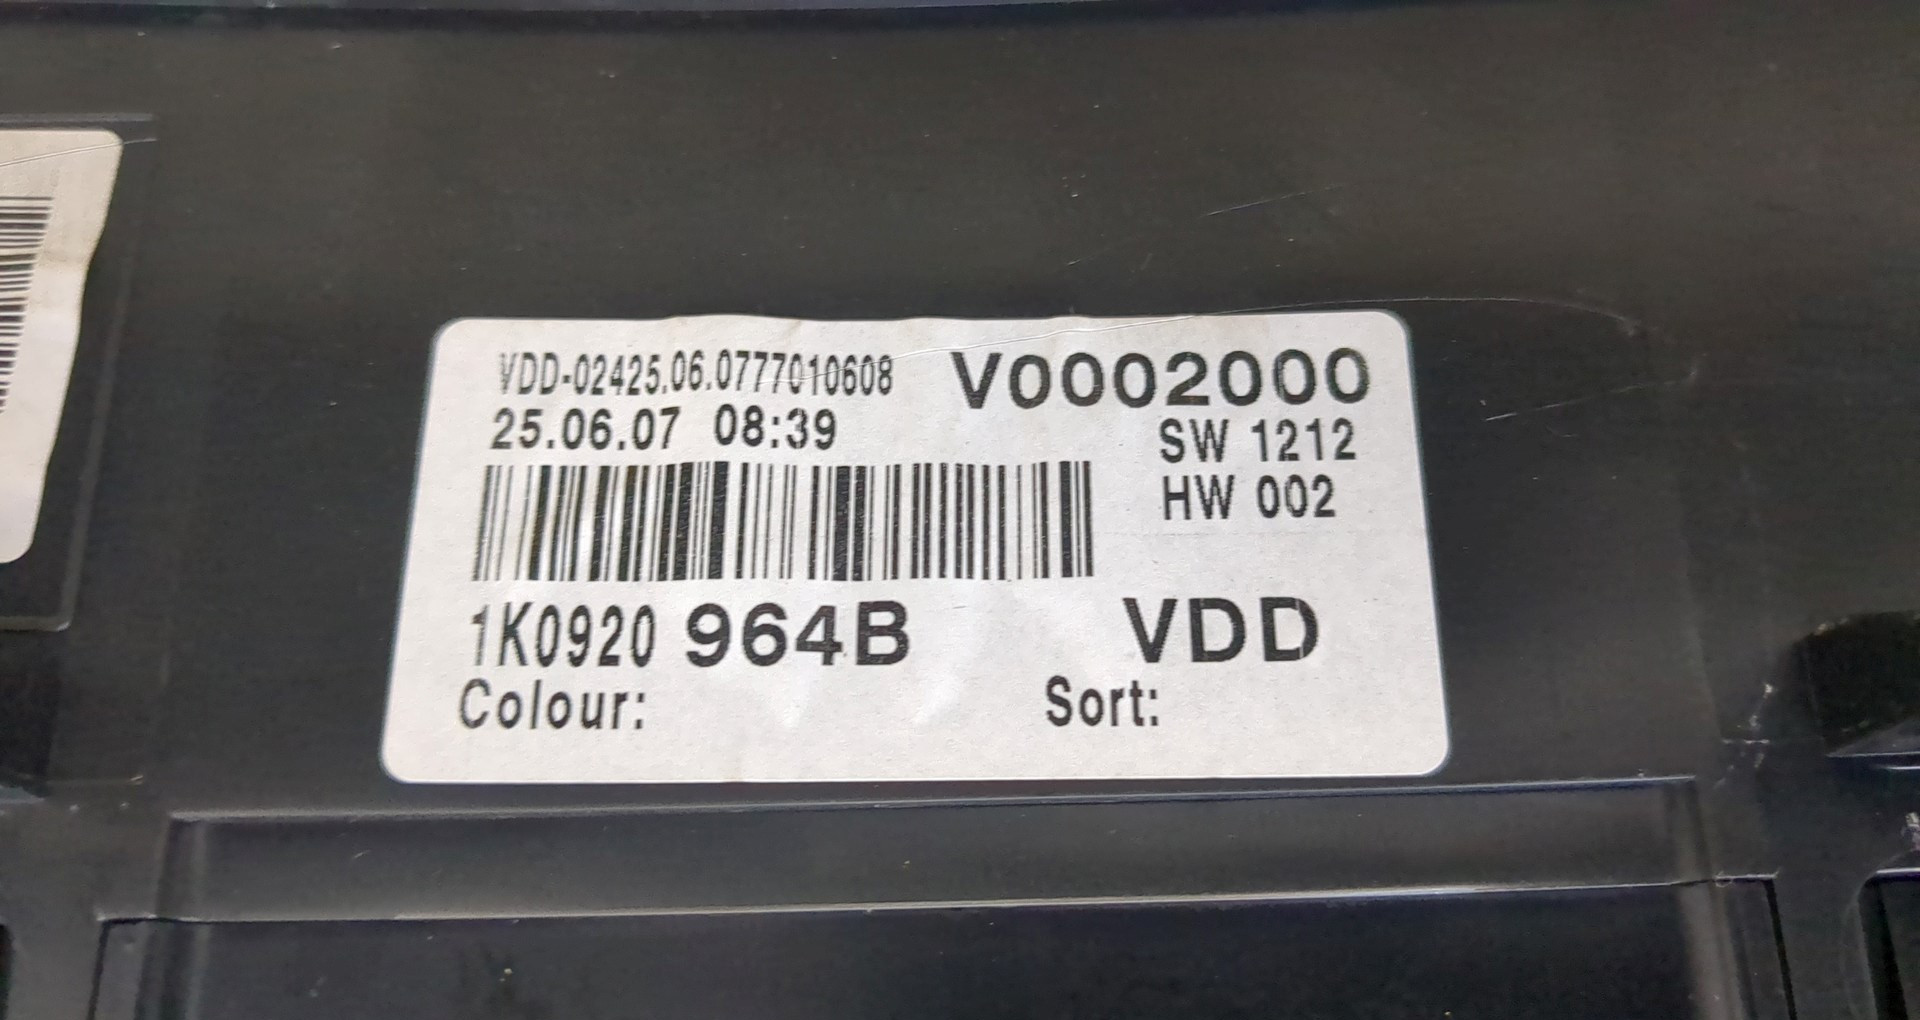 VDD-02425.06.0777010608 V0002000
25.06.07 08:39 SW 1212
HW 002
1K0920 964B VDD
Colour: Sort: